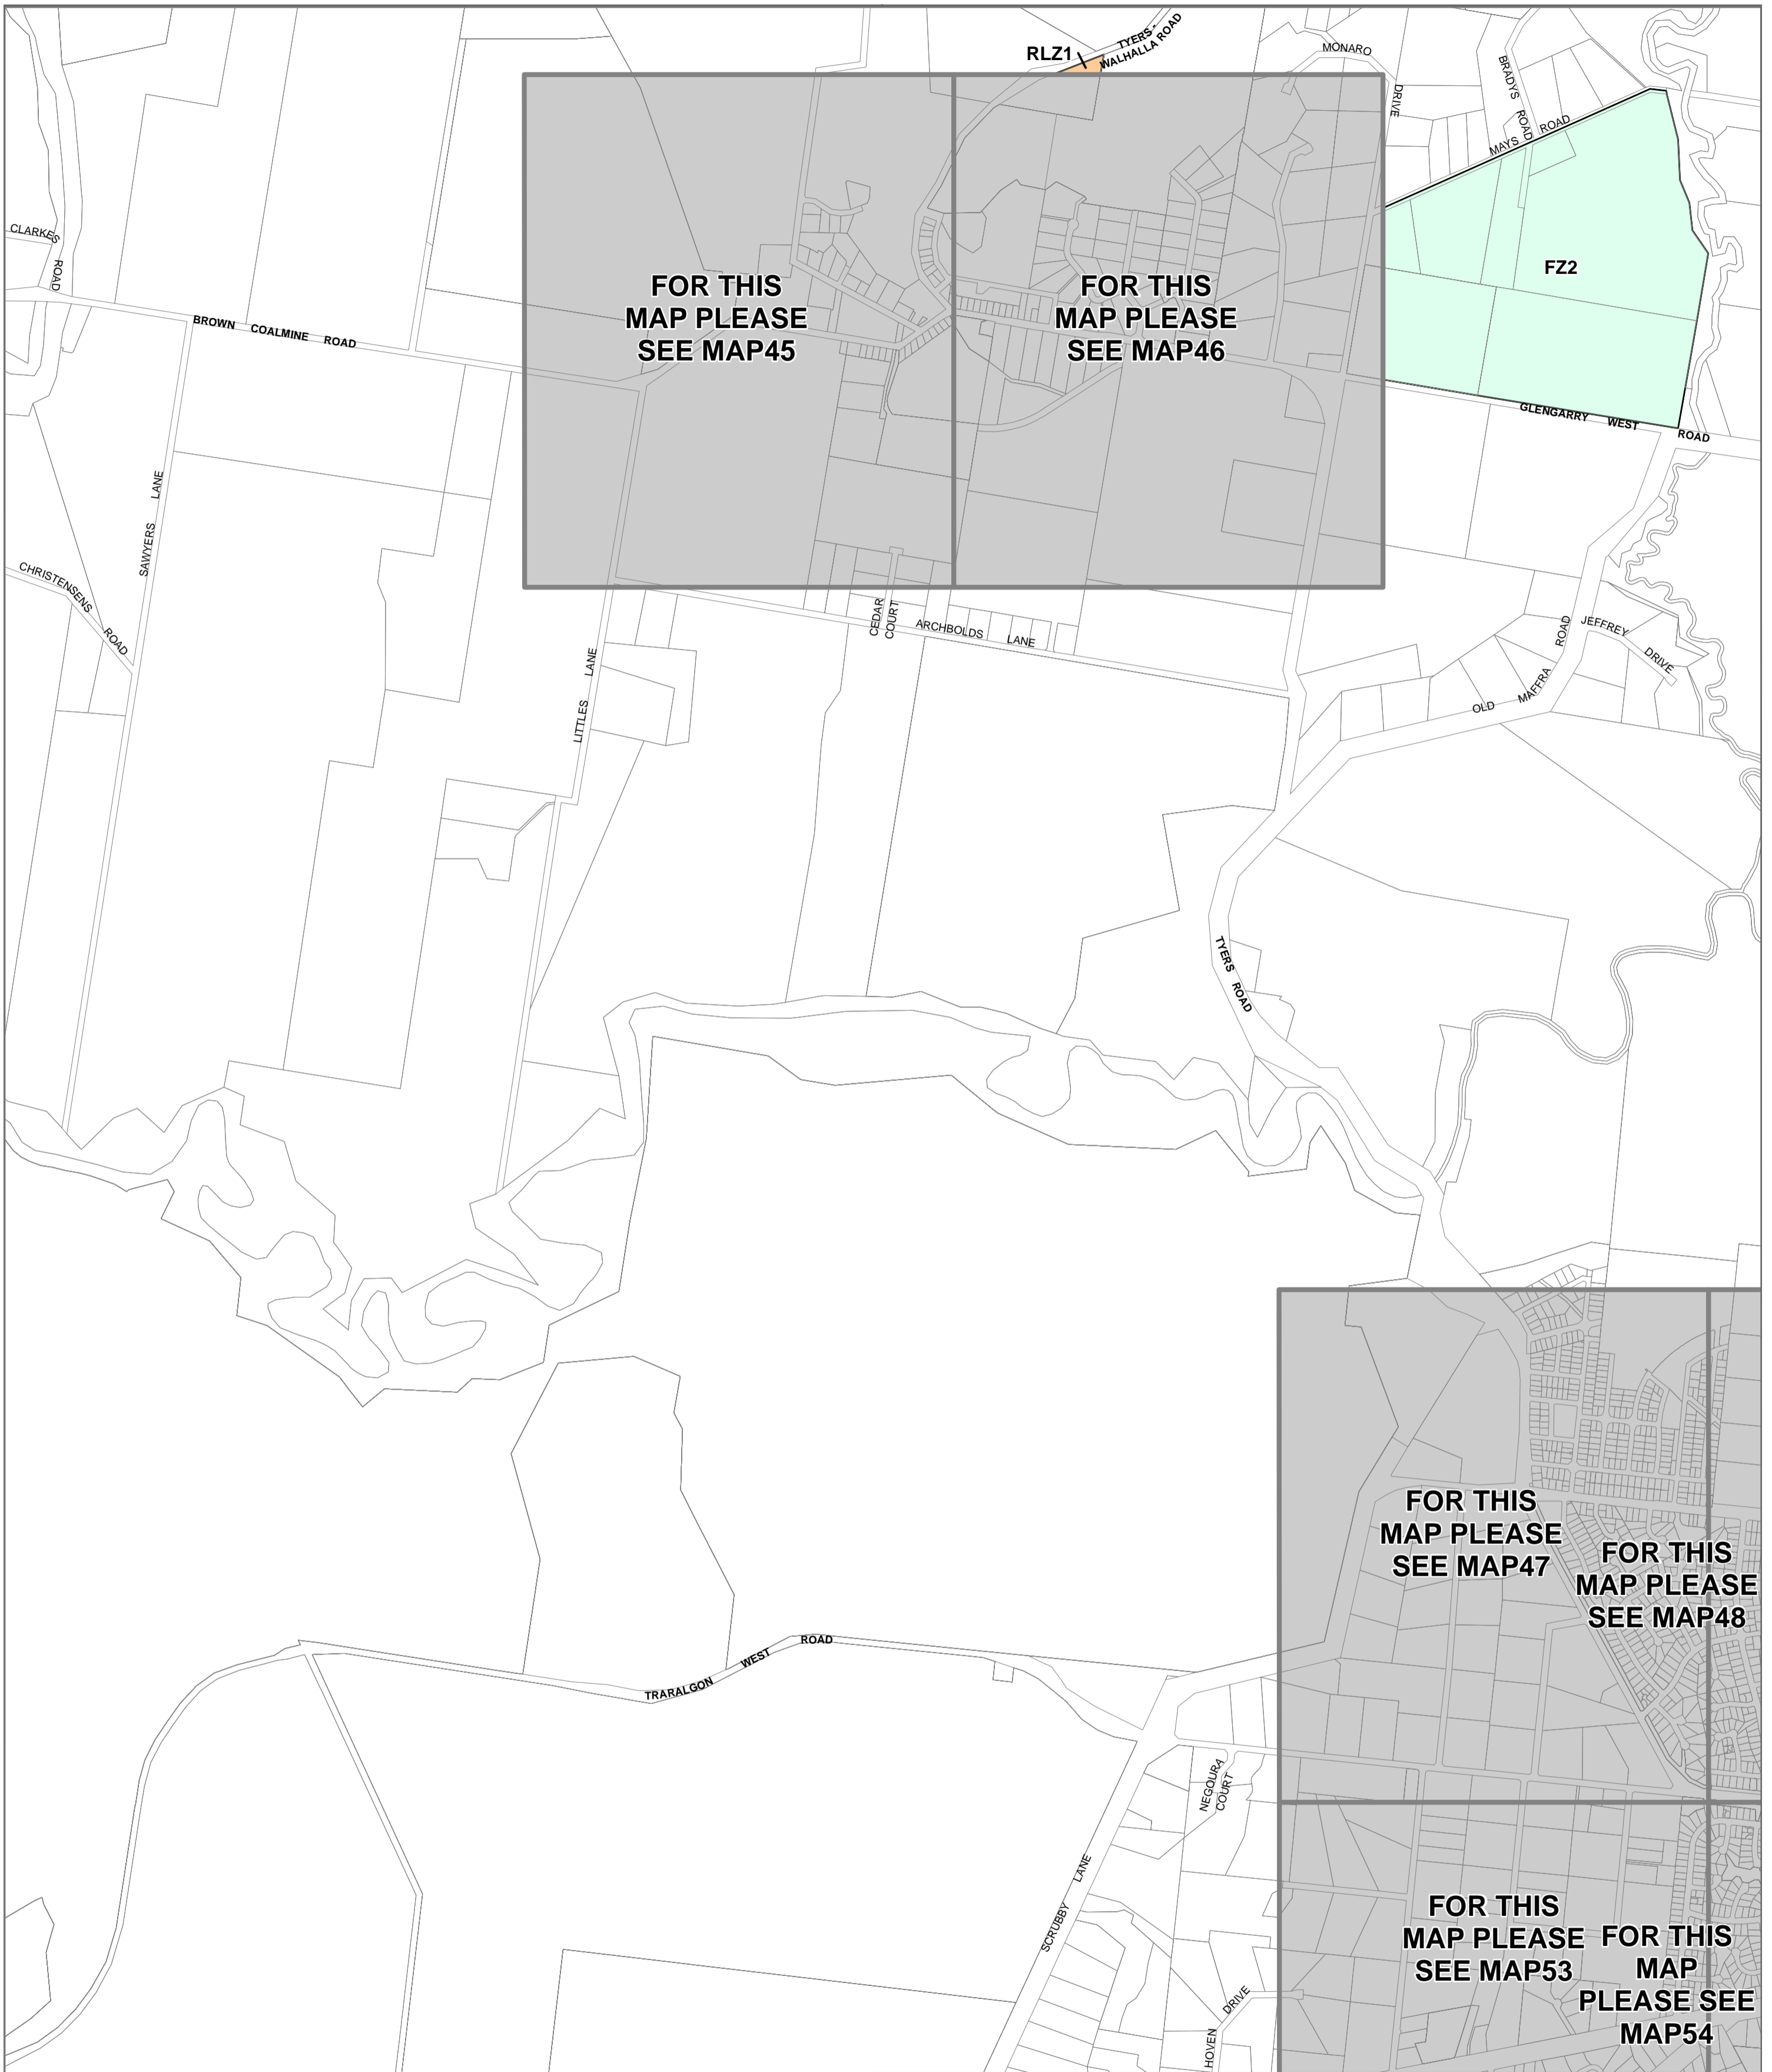 RLZ1
TYERS - WALHALLA ROAD
MONARO DRIVE
BRADYS ROAD
MAYS ROAD
CLARKES ROAD
FZ2
FOR THIS
MAP PLEASE
SEE MAP45
FOR THIS
MAP PLEASE
SEE MAP46
BROWN COALMINE ROAD
GLENGARRY WEST ROAD
SAWYERS LANE
CHRISTENSENS ROAD
CEDAR
COURT
ARCHBOLDS LANE
LITTLES LANE
JEFFREY DRIVE
OLD MAFFRA ROAD
TYERS ROAD
FOR THIS
MAP PLEASE
SEE MAP47
FOR THIS
MAP PLEASE
SEE MAP48
TRARALGON WEST ROAD
NEGOURA
COURT
SCRUBBY LANE
FOR THIS
MAP PLEASE
SEE MAP53
FOR THIS
MAP
PLEASE SEE
MAP54
HOVEN DRIVE